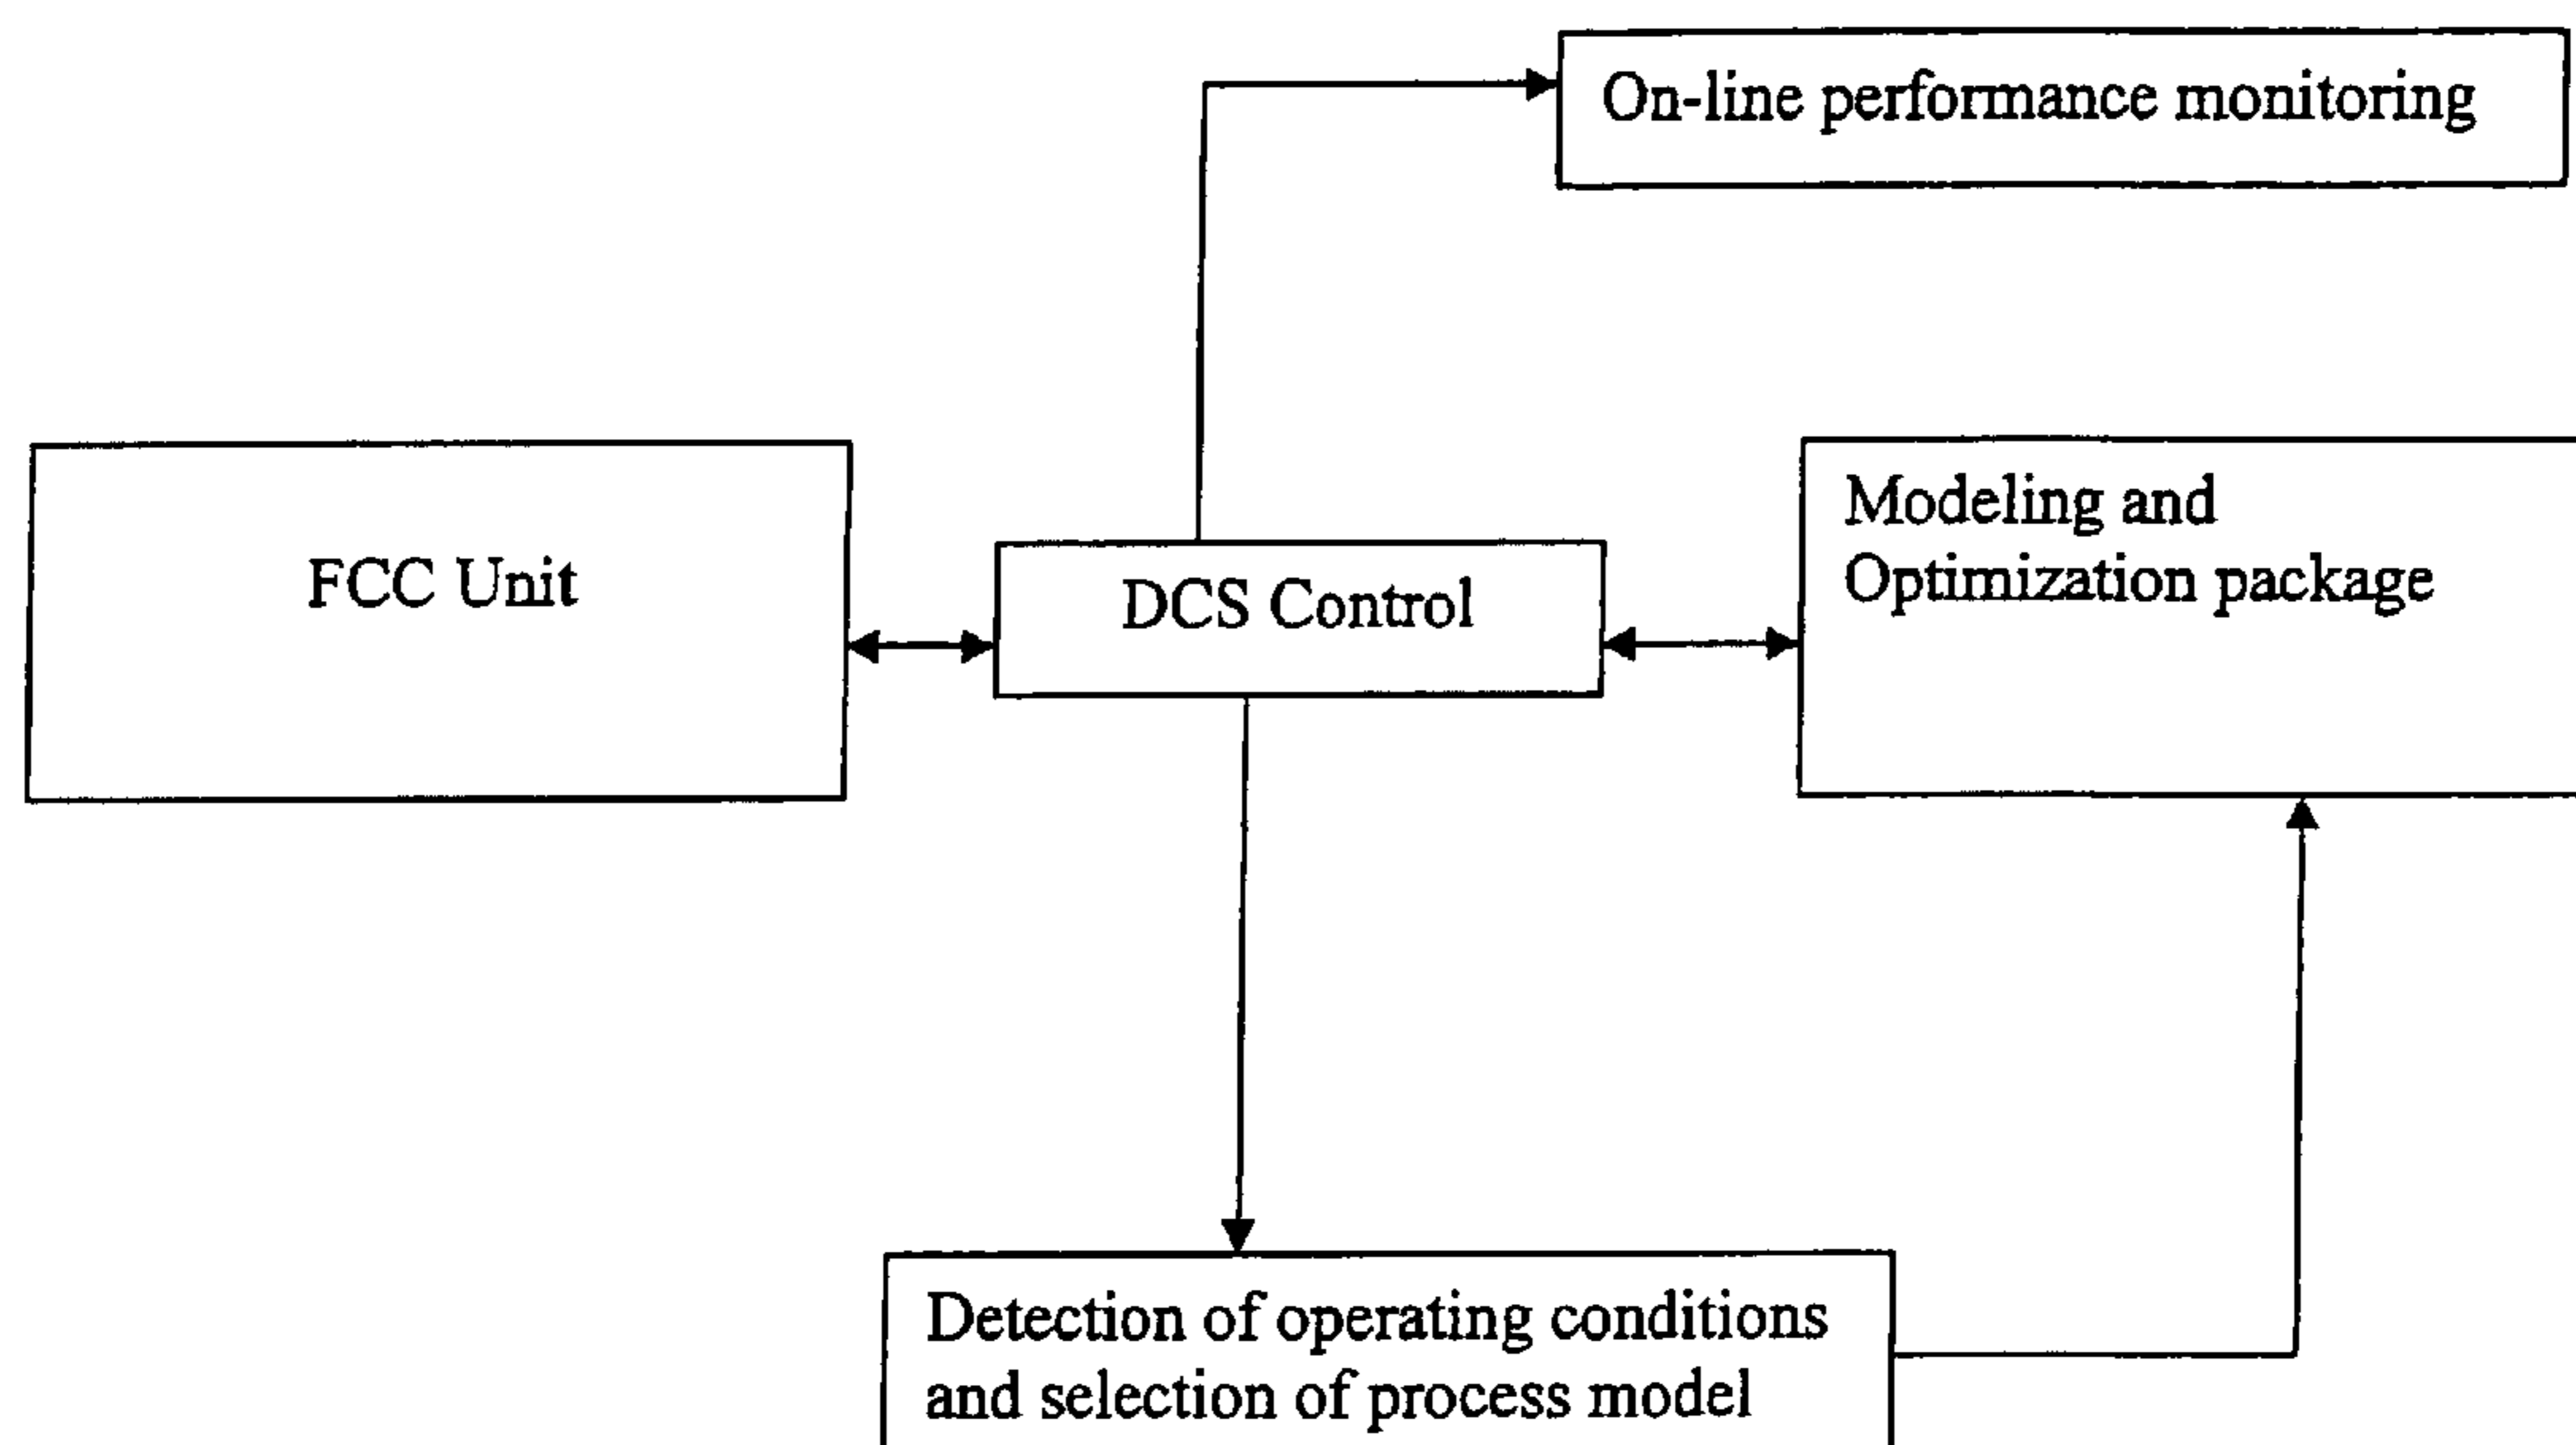 On-line performance monitoring
FCC Unit
DCS Control
Modeling and
Optimization package
Detection of operating conditions
and selection of process model